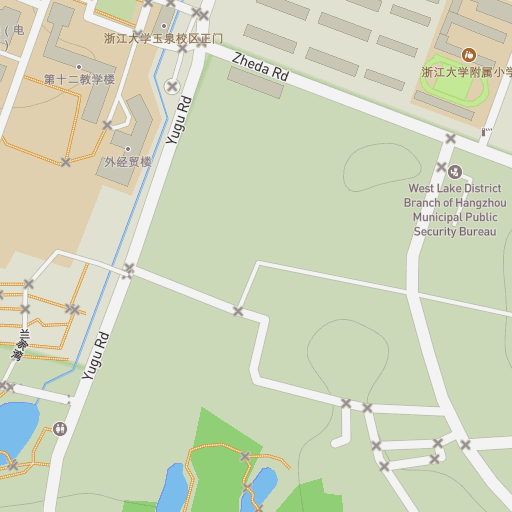 (电
浙江大学玉泉校区正门
Zheda Rd
第十二教学楼
浙江大学附属小学
Yugu Rd
外经贸楼
West Lake District
Branch of Hangzhou
Municipal Public
Security Bureau
兰家湾
Yugu Rd